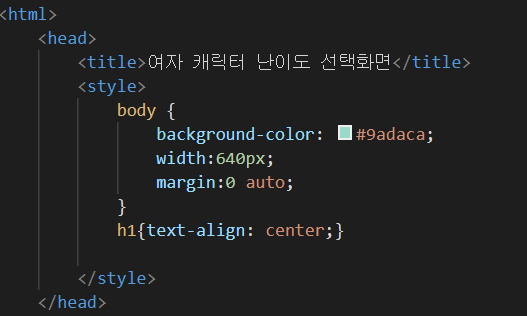 <html>
<head>
<title>여자 캐릭터 난이도 선택화면</title>
<style>
body {
background-color: #9adaca;
width:640px;
margin:0 auto;
}
h1{text-align: center;}
</style>
</head>